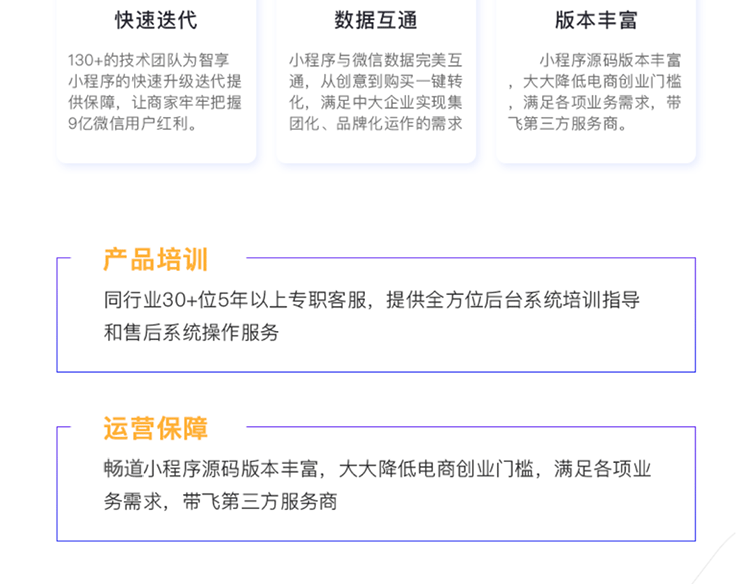 快速迭代
130+的技术团队为智享
小程序的快速升级迭代提
供保障，让商家牢牢把握
9亿微信用户红利。
数据互通
小程序与微信数据完美互
通，从创意到购买一键转
化，满足中大企业实现集
团化、品牌化运作的需求
版本丰富
小程序源码版本丰富
，大大降低电商创业门槛
，满足各项业务需求，带
飞第三方服务商。
产品培训
同行业30+位5年以上专职客服，提供全方位后台系统培训指导
和售后系统操作服务
运营保障
畅道小程序源码版本丰富，大大降低电商创业门槛，满足各项业
务需求，带飞第三方服务商